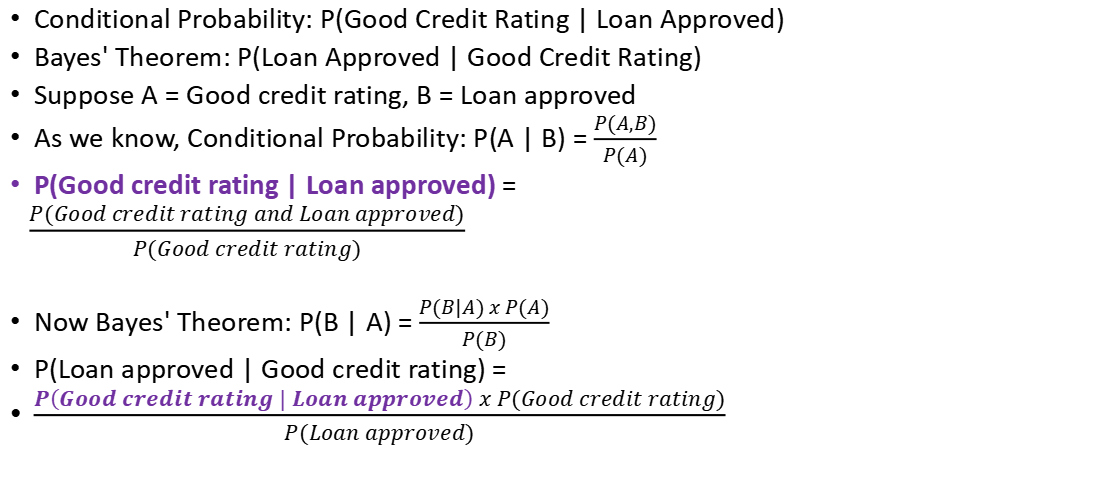 • Conditional Probability: P(Good Credit Rating | Loan Approved)
• Bayes' Theorem: P(Loan Approved | Good Credit Rating)
• Suppose A = Good credit rating, B = Loan approved
• As we know, Conditional Probability: P(A | B) = P(A,B) / P(A)
• P(Good credit rating | Loan approved) =
P(Good credit rating and Loan approved)
P(Good credit rating)
• Now Bayes' Theorem: P(B | A) = P(B|A) x P(A) / P(B)
• P(Loan approved | Good credit rating) =
• P(Good credit rating | Loan approved) x P(Good credit rating)
P(Loan approved)